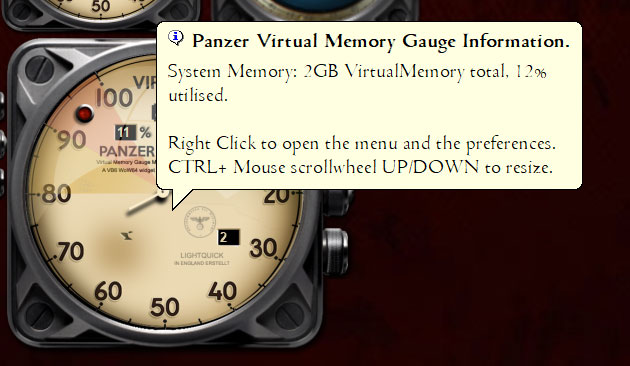 50
Panzer Virtual Memory Gauge Information.
System Memory: 2GB VirtualMemory total, 12%
utilised.
Right Click to open the menu and the preferences.
CTRL+ Mouse scrollwheel UP/DOWN to resize.
VIR
100
90
11 %
PANZER
Virtual Memory Gauge M
A VB6 WoW64 widget
80
20
70
2
30
LIGHTQUICK
IN ENGLAND ERSTELLT
60
50
40